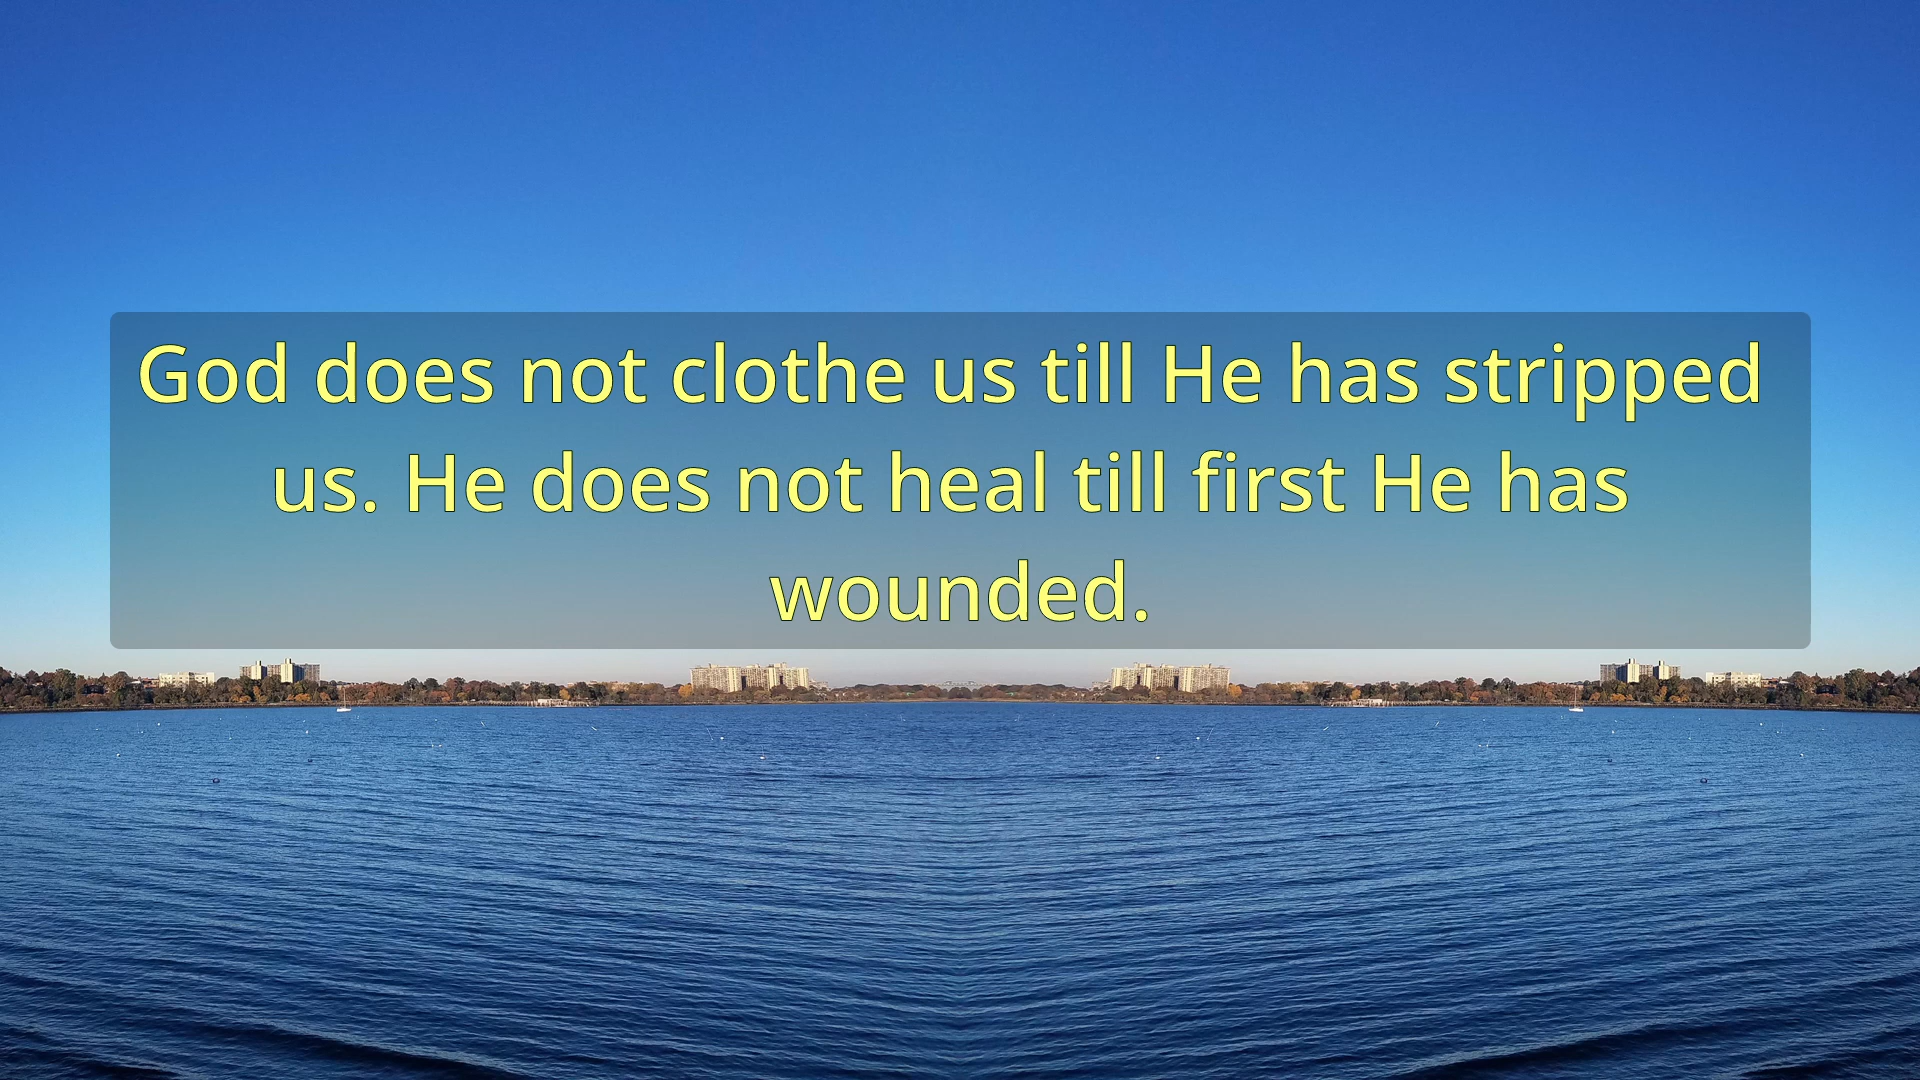 God does not clothe us till He has stripped
us. He does not heal till first He has
wounded.